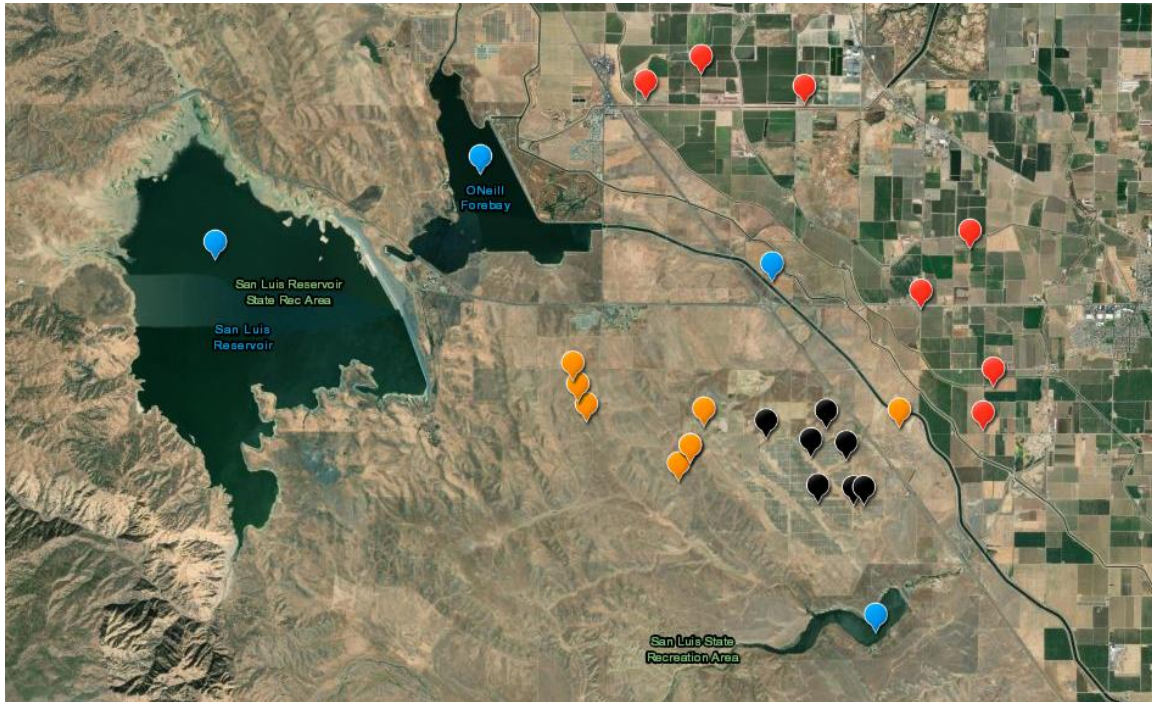 ONeill
Forebay
San Luis Reservoir
State Rec Area
San Luis
Reservoir
San Luis State
Recreation Area